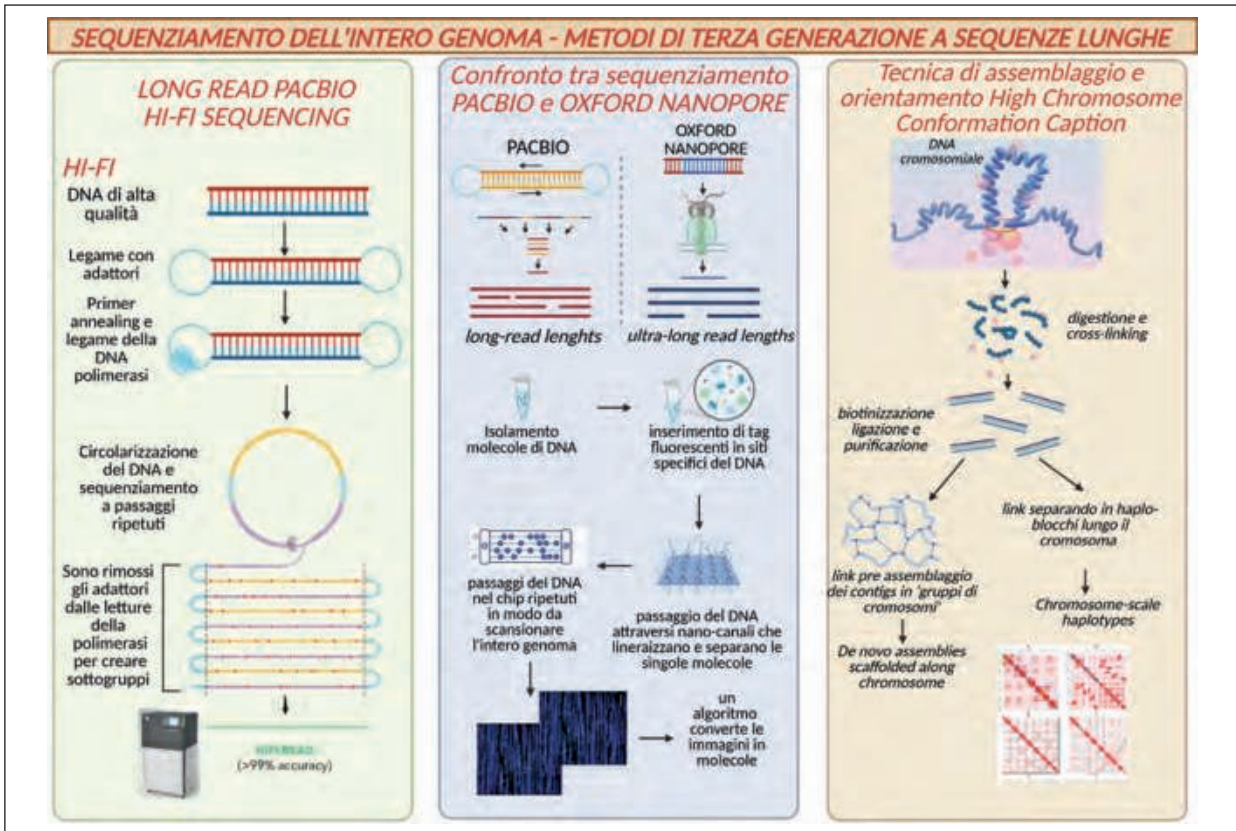 SEQUENZIAMENTO DELL'INTERO GENOMA - METODI DI TERZA GENERAZIONE A SEQUENZE LUNGHE
LONG READ PACBIO
HI-FI SEQUENCING
HI-FI
DNA di alta
qualità
Legame con
adattori
Primer
annealing e
legame della
DNA
polimerasi
Circolarizzazione
del DNA e
sequenziamento
a passaggi
ripetuti
Sono rimossi
gli adattori
dalle letture
della
polimerasi
per creare
sottogruppi
HIFI READ
(>99% accuracy)
Confronto tra sequenziamento
PACBIO e OXFORD NANOPORE
PACBIO
OXFORD
NANOPORE
long-read lenghts
ultra-long read lengths
Isolamento
molecole di DNA
inserimento di tag
fluorescenti in siti
specifici del DNA
passaggi del DNA
nel chip ripetuti
in modo da
scansionare
l'intero genoma
passaggio del DNA
attraversi nano-canali che
lineraizzano e separano le
singole molecole
un
algoritmo
converte le
immagini in
molecole
Tecnica di assemblaggio e
orientamento High Chromosome
Conformation Caption
DNA
cromosomiale
digestione e
cross-linking
biotinizzazione
ligazione e
purificazione
link separando in haplo-
blocchi lungo il
cromosoma
link pre assemblaggio
dei contigs in 'gruppi di
cromosomi'
Chromosome-scale
haplotypes
De novo assemblies
scaffolded along
chromosome